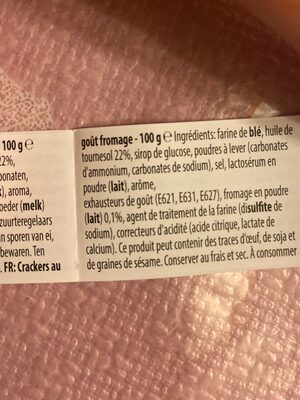 - 100 g ℮
22%,
bonaten,
), aroma,
oeder (melk)
zuurteregelaars
an sporen van ei,
bewaren. Ten
. FR: Crackers au
goût fromage - 100 g ℮ Ingrédients: farine de blé, huile de
tournesol 22%, sirop de glucose, poudres à lever (carbonates
d'ammonium, carbonates de sodium), sel, lactosérum en
poudre (lait), arôme,
exhausteurs de goût (E621, E631, E627), fromage en poudre
(lait) 0,1%, agent de traitement de la farine (disulfite de
sodium), correcteurs d'acidité (acide citrique, lactate de
calcium). Ce produit peut contenir des traces d'œuf, de soja et
de graines de sésame. Conserver au frais et sec. À consommer